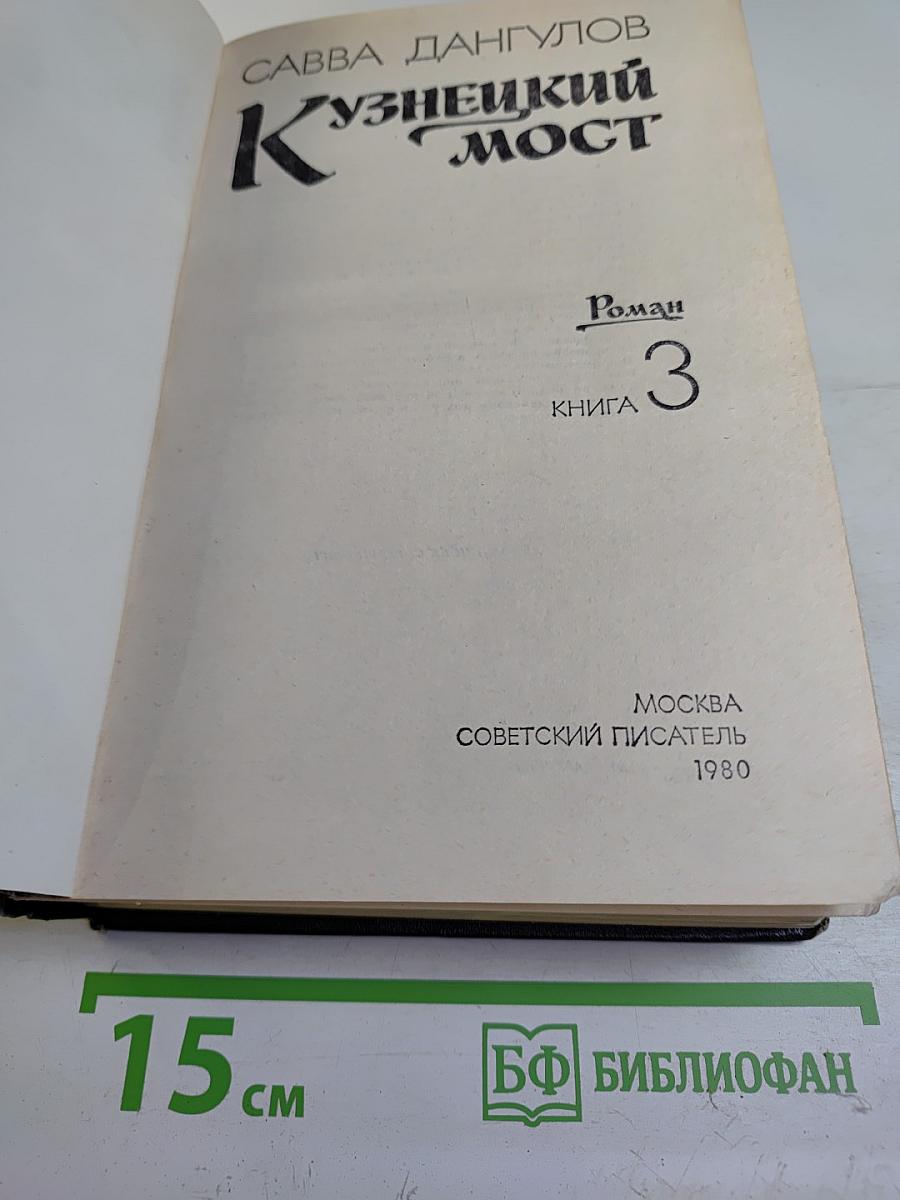 САВВА ДАНГУЛОВ
КУЗНЕЦКИЙ
МОСТ
Роман
КНИГА 3
МОСКВА
СОВЕТСКИЙ ПИСАТЕЛЬ
1980
15 см
БФ БИБЛИОФАН